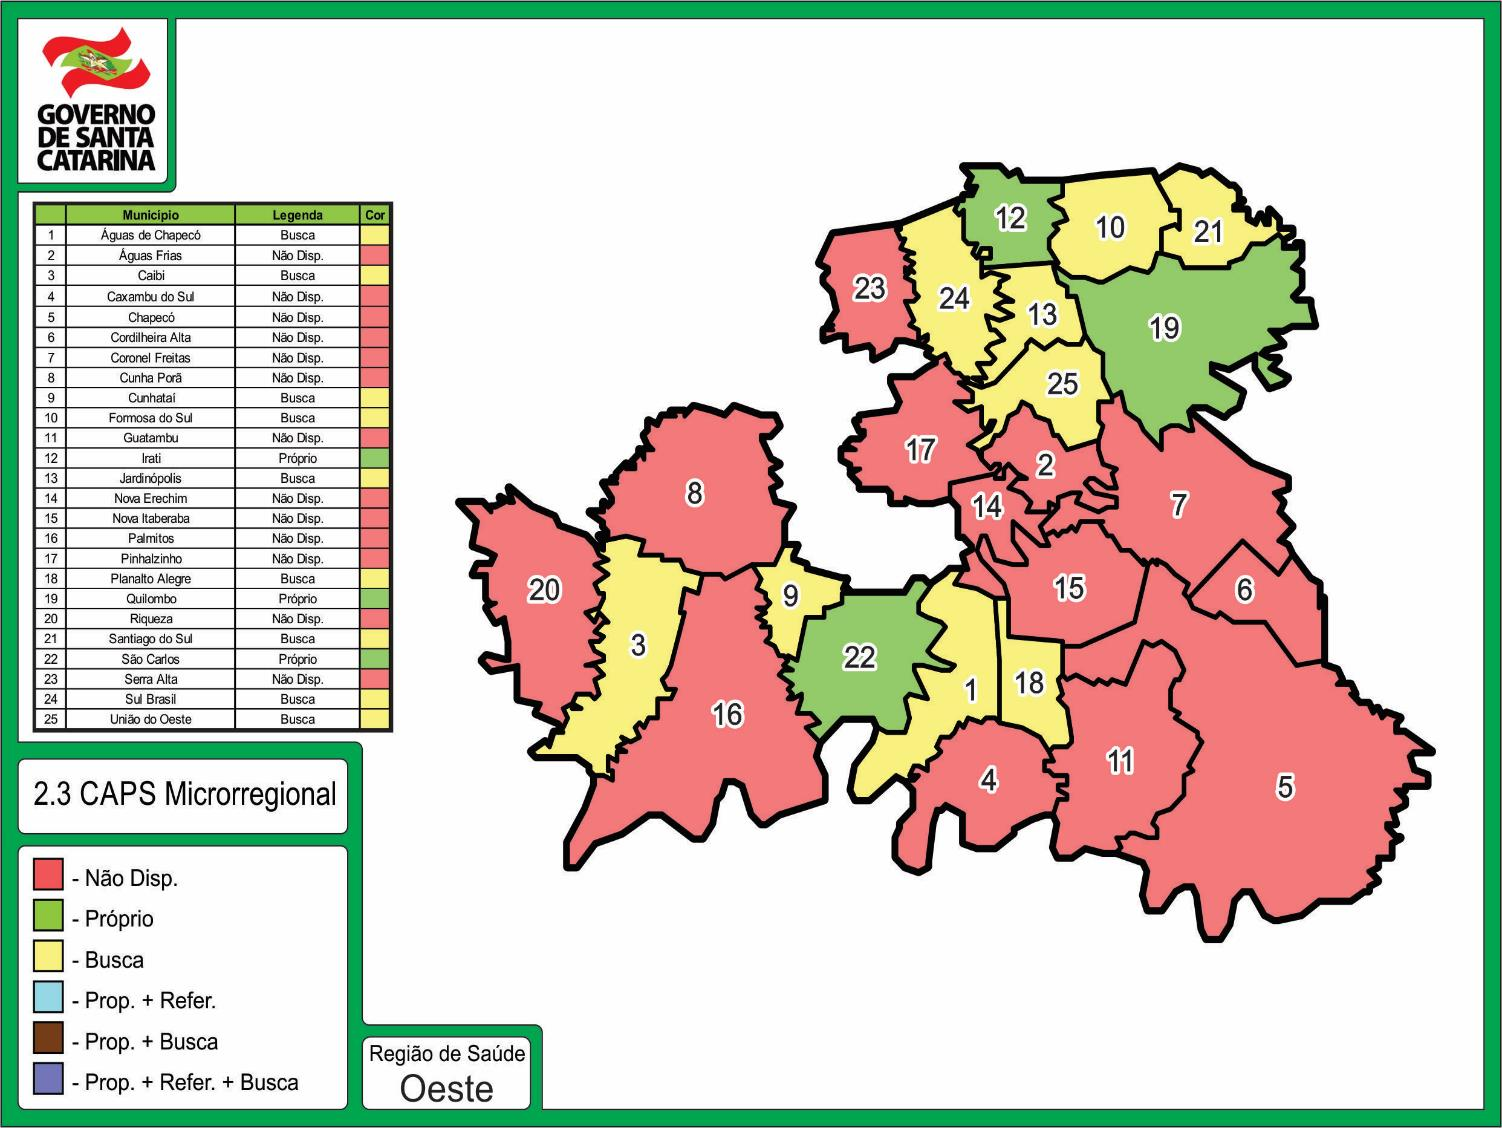 GOVERNO
DE SANTA
CATARINA
Município Legenda Cor
1 Águas de Chapecó Busca
2 Águas Frias Não Disp.
3 Caibi Busca
4 Caxambu do Sul Não Disp.
5 Chapecó Não Disp.
6 Cordilheira Alta Não Disp.
7 Coronel Freitas Não Disp.
8 Cunha Porã Não Disp.
9 Cunhataí Busca
10 Formosa do Sul Busca
11 Guatambu Não Disp.
12 Irati Próprio
13 Jardinópolis Busca
14 Nova Erechim Não Disp.
15 Nova Itaberaba Não Disp.
16 Palmitos Não Disp.
17 Pinhalzinho Não Disp.
18 Planalto Alegre Busca
19 Quilombo Próprio
20 Riqueza Não Disp.
21 Santiago do Sul Busca
22 São Carlos Próprio
23 Serra Alta Não Disp.
24 Sul Brasil Busca
25 União do Oeste Busca
12
10
21
23
24
13
19
25
17
2
8
14
7
20
9
15
6
3
22
1
18
16
4
11
5
2.3 CAPS Microrregional
- Não Disp.
- Próprio
- Busca
- Prop. + Refer.
- Prop. + Busca
- Prop. + Refer. + Busca
Região de Saúde
Oeste